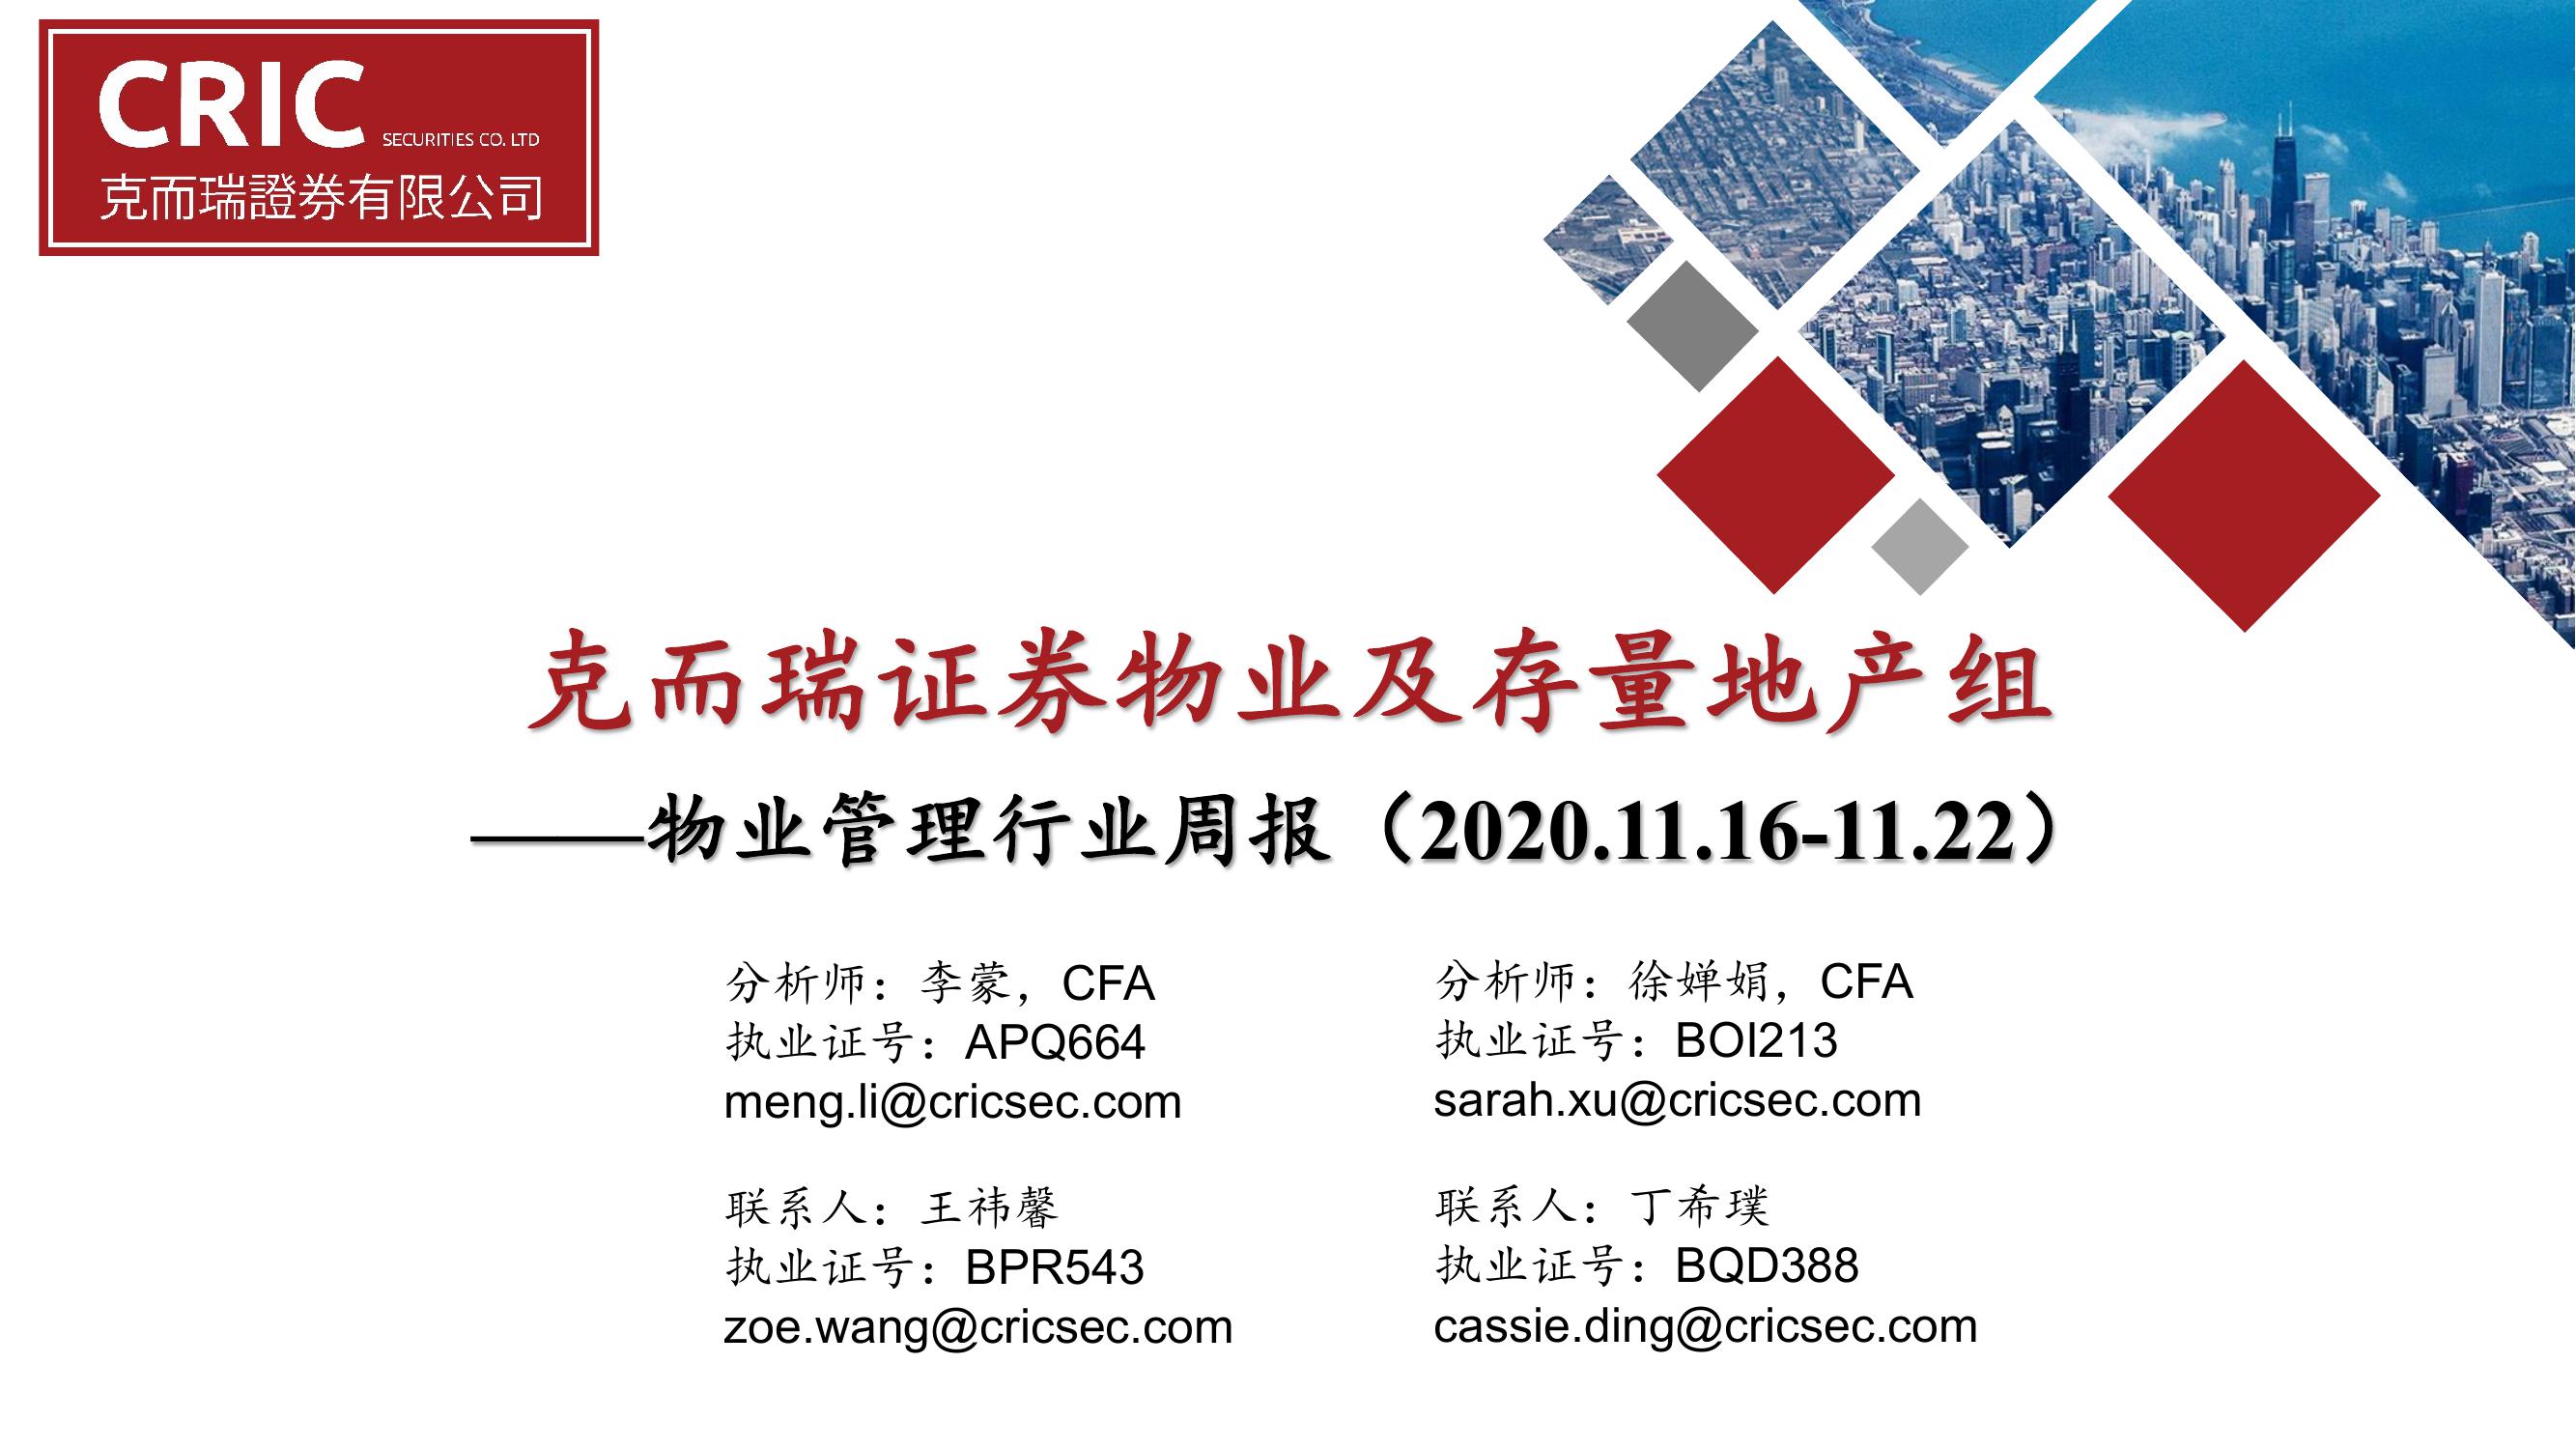 CRIC SECURITIES CO. LTD
克而瑞證券有限公司
克而瑞证券物业及存量地产组
——物业管理行业周报（2020.11.16-11.22）
分析师：李蒙，CFA
执业证号：APQ664
meng.li@cricsec.com
分析师：徐婵娟，CFA
执业证号：BOI213
sarah.xu@cricsec.com
联系人：王祎馨
执业证号：BPR543
zoe.wang@cricsec.com
联系人：丁希璞
执业证号：BQD388
cassie.ding@cricsec.com